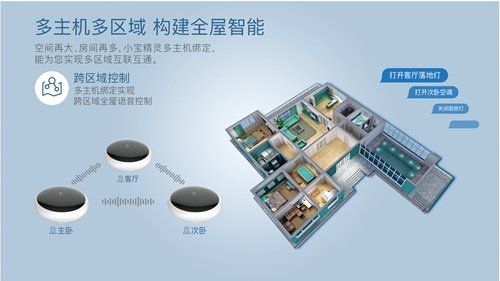 多主机多区域 构建全屋智能
空间再大、房间再多，小宝精灵多主机绑定，
能为您实现多区域互联互通。
跨区域控制
多主机绑定实现
跨区域全屋语音控制
打开客厅落地灯
打开次卧空调
关闭厨房灯
客厅
主卧
次卧